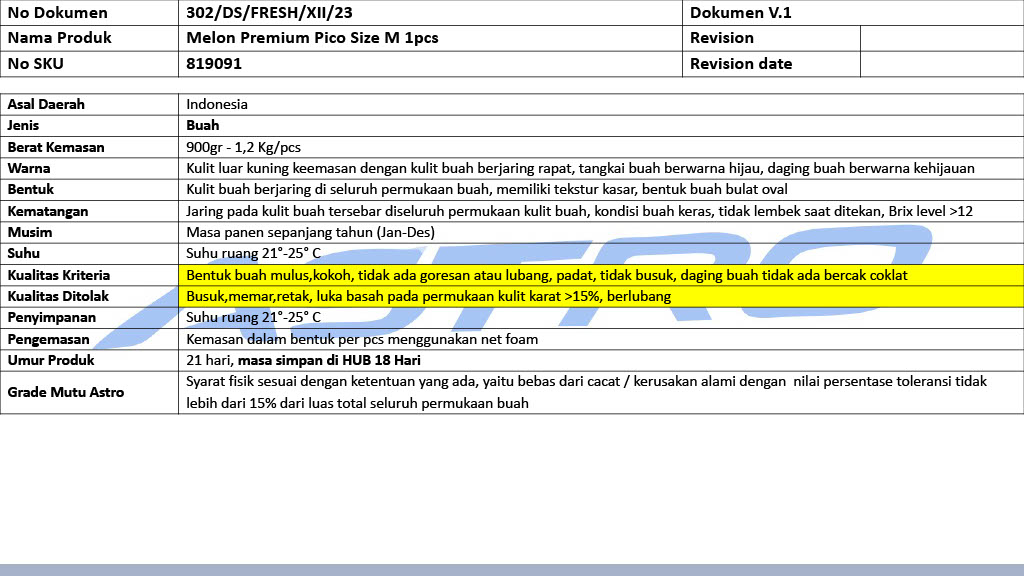 No Dokumen 302/DS/FRESH/XII/23 Dokumen V.1
Nama Produk Melon Premium Pico Size M 1pcs Revision
No SKU 819091 Revision date
Asal Daerah Indonesia
Jenis Buah
Berat Kemasan 900gr - 1,2 Kg/pcs
Warna Kulit luar kuning keemasan dengan kulit buah berjaring rapat, tangkai buah berwarna hijau, daging buah berwarna kehijauan
Bentuk Kulit buah berjaring di seluruh permukaan buah, memiliki tekstur kasar, bentuk buah bulat oval
Kematangan Jaring pada kulit buah tersebar diseluruh permukaan kulit buah, kondisi buah keras, tidak lembek saat ditekan, Brix level >12
Musim Masa panen sepanjang tahun (Jan-Des)
Suhu Suhu ruang 21°-25° C
Kualitas Kriteria Bentuk buah mulus,kokoh, tidak ada goresan atau lubang, padat, tidak busuk, daging buah tidak ada bercak coklat
Kualitas Ditolak Busuk,memar,retak, luka basah pada permukaan kulit karat >15%, berlubang
Penyimpanan Suhu ruang 21°-25° C
Pengemasan Kemasan dalam bentuk per pcs menggunakan net foam
Umur Produk 21 hari, masa simpan di HUB 18 Hari
Grade Mutu Astro Syarat fisik sesuai dengan ketentuan yang ada, yaitu bebas dari cacat / kerusakan alami dengan nilai persentase toleransi tidak
lebih dari 15% dari luas total seluruh permukaan buah
ASTRO